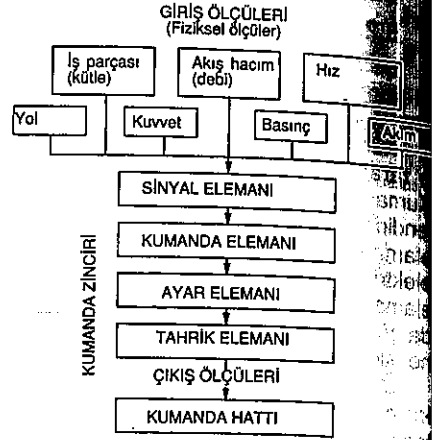 GİRİŞ ÖLÇÜLERİ
(Fiziksel ölçüler)
İş parçası
(kütle)
Akış hacım
(debi)
Hız
Yol
Kuvvet
Basınç
Akım
SİNYAL ELEMANI
KUMANDA ELEMANI
AYAR ELEMANI
TAHRİK ELEMANI
ÇIKIŞ ÖLÇÜLERİ
KUMANDA HATTI
KUMANDA ZİNCİRİ